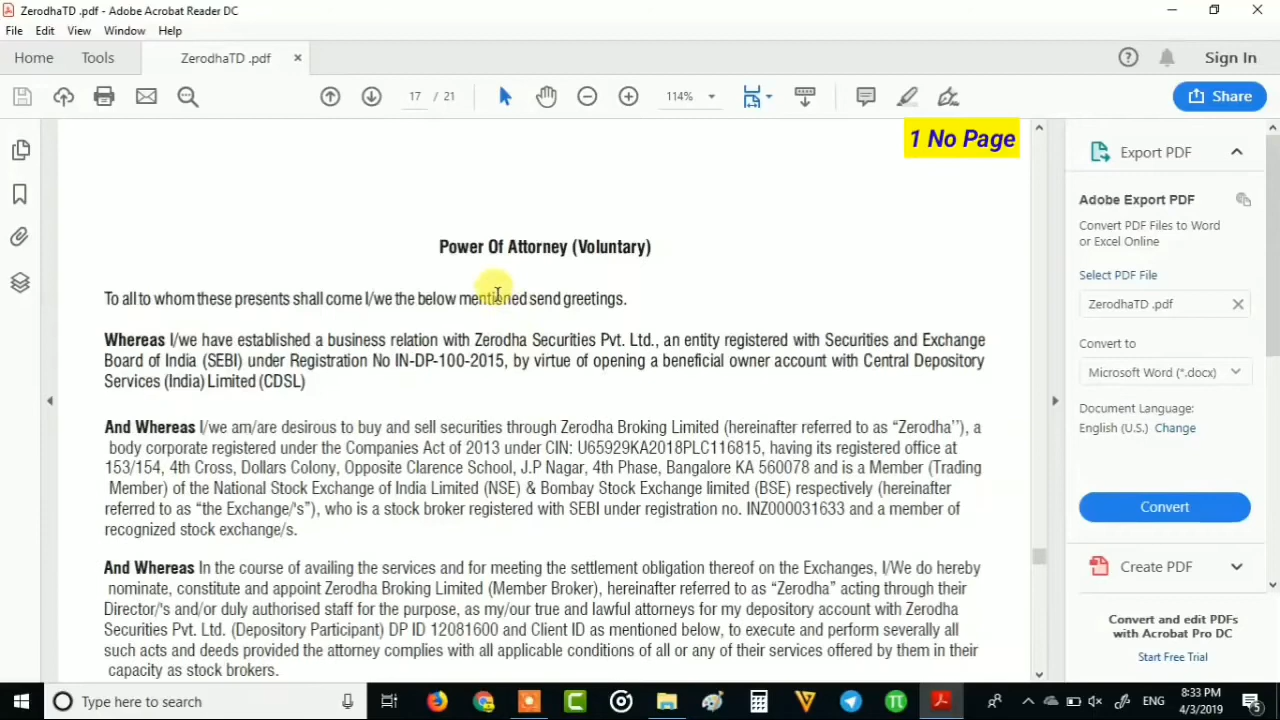 ZerodhaTD .pdf - Adobe Acrobat Reader DC
File Edit View Window Help
Home Tools ZerodhaTD .pdf × Sign In
17 / 21 114% Share
1 No Page
Power Of Attorney (Voluntary)
To all to whom these presents shall come I/we the below mentioned send greetings.
Whereas I/we have established a business relation with Zerodha Securities Pvt. Ltd., an entity registered with Securities and Exchange
Board of India (SEBI) under Registration No IN-DP-100-2015, by virtue of opening a beneficial owner account with Central Depository
Services (India) Limited (CDSL)
And Whereas I/we am/are desirous to buy and sell securities through Zerodha Broking Limited (hereinafter referred to as “Zerodha’’), a
body corporate registered under the Companies Act of 2013 under CIN: U65929KA2018PLC116815, having its registered office at
153/154, 4th Cross, Dollars Colony, Opposite Clarence School, J.P Nagar, 4th Phase, Bangalore KA 560078 and is a Member (Trading
Member) of the National Stock Exchange of India Limited (NSE) & Bombay Stock Exchange limited (BSE) respectively (hereinafter
referred to as “the Exchange/'s”), who is a stock broker registered with SEBI under registration no. INZ000031633 and a member of
recognized stock exchange/s.
And Whereas In the course of availing the services and for meeting the settlement obligation thereof on the Exchanges, I/We do hereby
nominate, constitute and appoint Zerodha Broking Limited (Member Broker), hereinafter referred to as “Zerodha” acting through their
Director/'s and/or duly authorised staff for the purpose, as my/our true and lawful attorneys for my depository account with Zerodha
Securities Pvt. Ltd. (Depository Participant) DP ID 12081600 and Client ID as mentioned below, to execute and perform severally all
such acts and deeds provided the attorney complies with all applicable conditions of all or any of their services offered by them in their
capacity as stock brokers.
Export PDF
Adobe Export PDF
Convert PDF Files to Word
or Excel Online
Select PDF File
ZerodhaTD .pdf
Convert to
Microsoft Word (*.docx)
Document Language:
English (U.S.) Change
Convert
Create PDF
Convert and edit PDFs
with Acrobat Pro DC
Start Free Trial
Type here to search
ENG
8:33 PM
4/3/2019
5